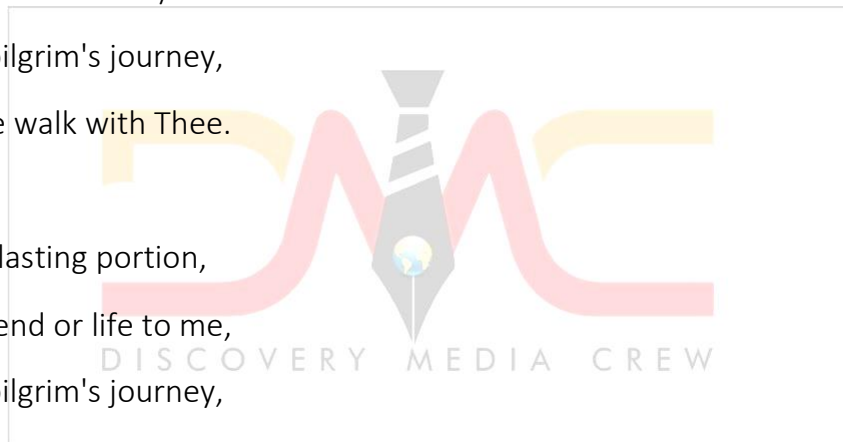 ilgrim's journey,
walk with Thee.
lasting portion,
end or life to me,
DISCOVERY MEDIA CREW
ilgrim's journey,